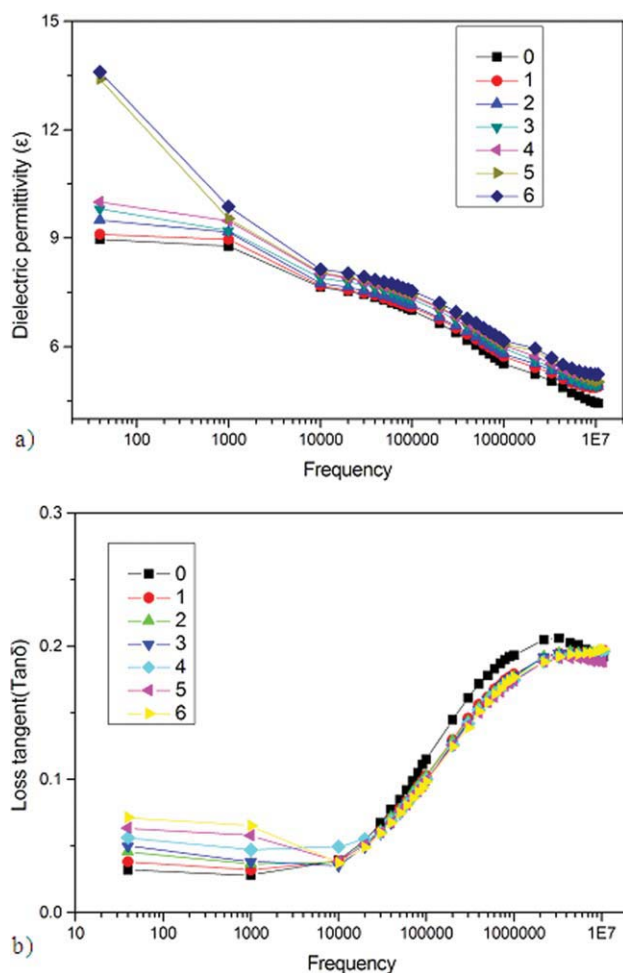 15
12
9
6
Dielectric permittivity (ε)
0
1
2
3
4
5
6
100 1000 10000 100000 1000000 1E7
Frequency
a)
0.3
0.2
0.1
0.0
Loss tangent(Tanδ)
0
1
2
3
4
5
6
10 100 1000 10000 100000 1000000 1E7
Frequency
b)